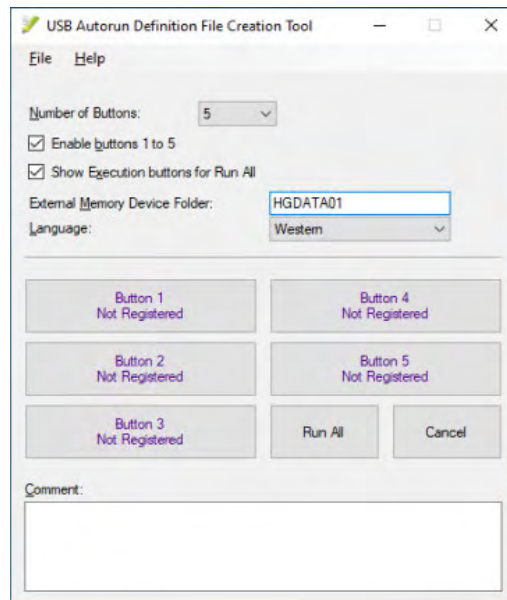 USB Autorun Definition File Creation Tool
File Help
Number of Buttons: 5
Enable buttons 1 to 5
Show Execution buttons for Run All
External Memory Device Folder: HGDATA01
Language: Western
Button 1
Not Registered
Button 4
Not Registered
Button 2
Not Registered
Button 5
Not Registered
Button 3
Not Registered
Run All
Cancel
Comment: